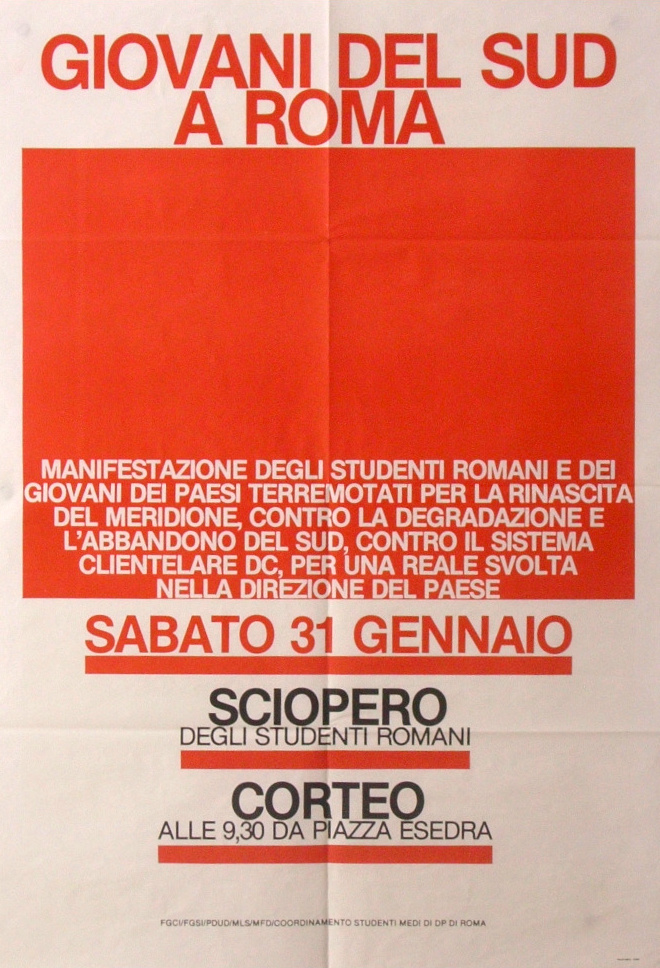 GIOVANI DEL SUD
A ROMA
MANIFESTAZIONE DEGLI STUDENTI ROMANI E DEI
GIOVANI DEI PAESI TERREMOTATI PER LA RINASCITA
DEL MERIDIONE, CONTRO LA DEGRADAZIONE E
L'ABBANDONO DEL SUD, CONTRO IL SISTEMA
CLIENTELARE DC, PER UNA REALE SVOLTA
NELLA DIREZIONE DEL PAESE
SABATO 31 GENNAIO
SCIOPERO
DEGLI STUDENTI ROMANI
CORTEO
ALLE 9,30 DA PIAZZA ESEDRA
FGCI/FGSI/PDUD/MLS/MFD/COORDINAMENTO STUDENTI MEDI DI DP DI ROMA